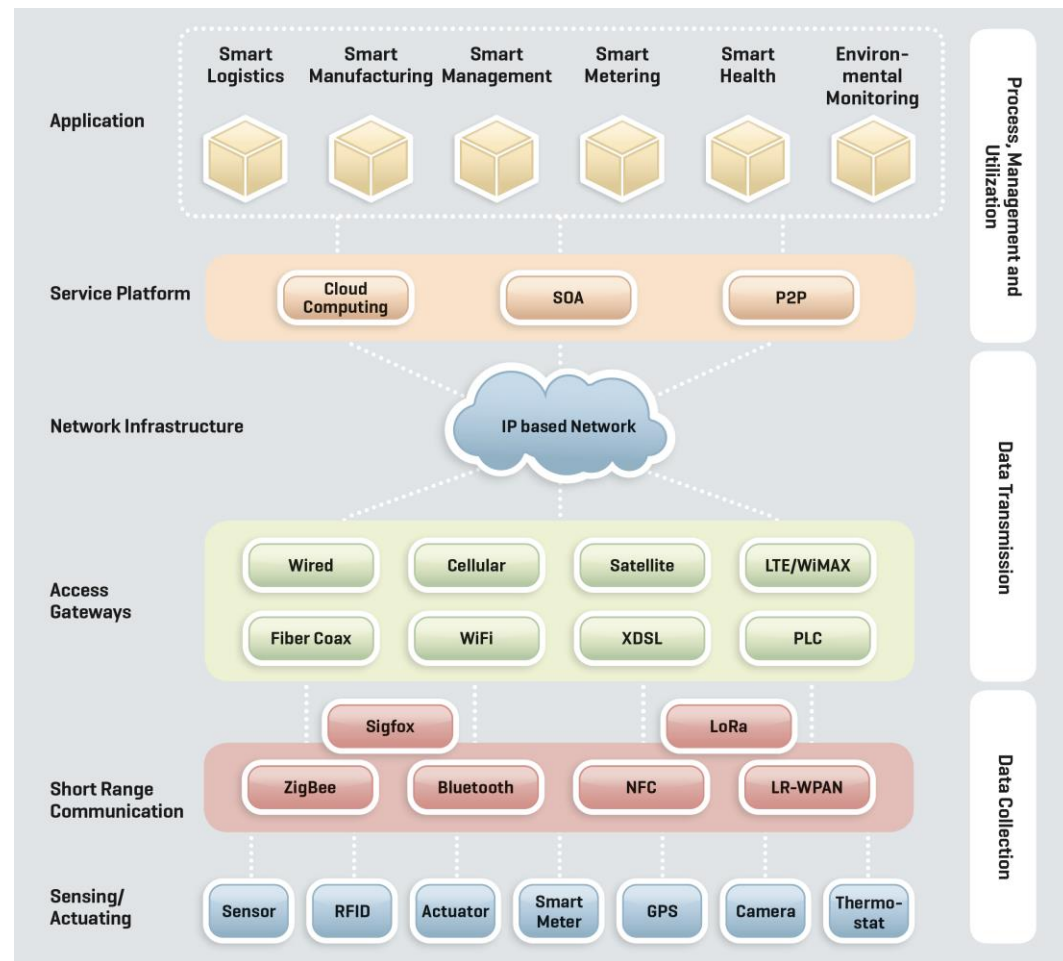 Smart
Logistics
Smart
Manufacturing
Smart
Management
Smart
Metering
Smart
Health
Environ-
mental
Monitoring
Application
Process, Management and
Utilization
Service Platform
Cloud
Computing
SOA
P2P
Network Infrastructure
IP based Network
Data Transmission
Access
Gateways
Wired
Cellular
Satellite
LTE/WiMAX
Fiber Coax
WiFi
XDSL
PLC
Sigfox
LoRa
Short Range
Communication
ZigBee
Bluetooth
NFC
LR-WPAN
Data Collection
Sensing/
Actuating
Sensor
RFID
Actuator
Smart
Meter
GPS
Camera
Thermo-
stat